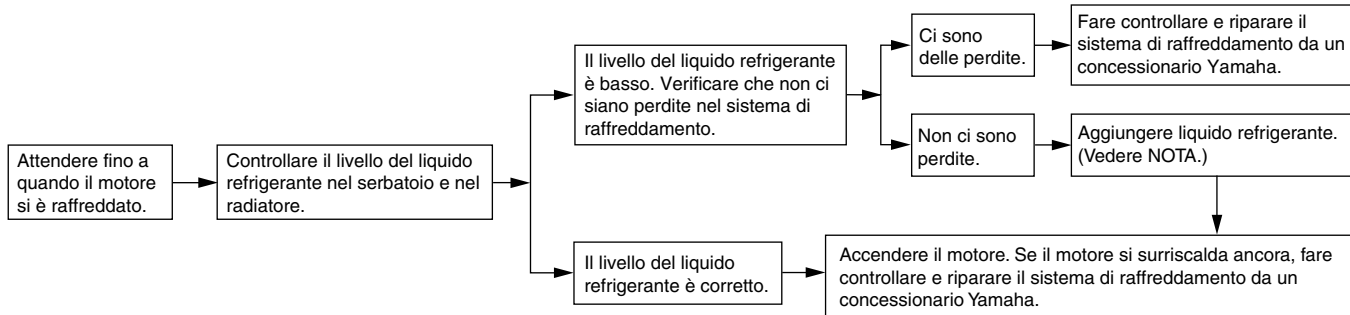 Attendere fino a
quando il motore
si è raffreddato.
Controllare il livello del liquido
refrigerante nel serbatoio e nel
radiatore.
Il livello del liquido refrigerante
è basso. Verificare che non ci
siano perdite nel sistema di
raffreddamento.
Ci sono
delle perdite.
Fare controllare e riparare il
sistema di raffreddamento da un
concessionario Yamaha.
Non ci sono
perdite.
Aggiungere liquido refrigerante.
(Vedere NOTA.)
Il livello del liquido
refrigerante è corretto.
Accendere il motore. Se il motore si surriscalda ancora, fare
controllare e riparare il sistema di raffreddamento da un
concessionario Yamaha.